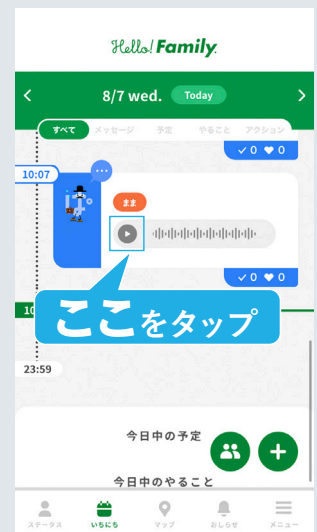 Hello! Family.
8/7 wed.
Today
すべて
メッセージ
予定
やること
アクション
0 0
10:07
まま
0 0
10
ここをタップ
23:59
今日中の予定
今日中のやること
ステータス
いちにち
マップ
おしらせ
メニュー